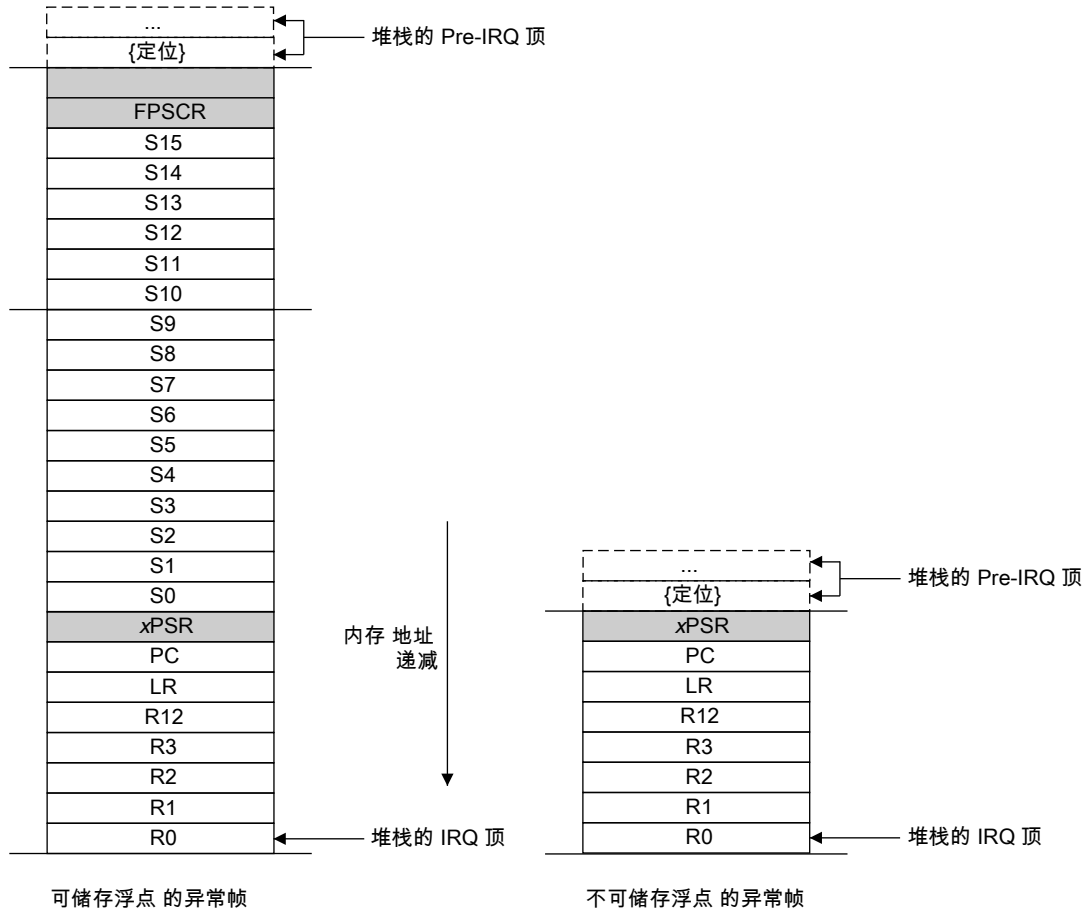 ...
堆栈的 Pre-IRQ 顶
{定位}
FPSCR
S15
S14
S13
S12
S11
S10
S9
S8
S7
S6
S5
S4
S3
S2
S1
S0
xPSR
PC
LR
R12
R3
R2
R1
R0
堆栈的 IRQ 顶
可储存浮点 的异常帧
内存 地址
递减
...
堆栈的 Pre-IRQ 顶
{定位}
xPSR
PC
LR
R12
R3
R2
R1
R0
堆栈的 IRQ 顶
不可储存浮点 的异常帧